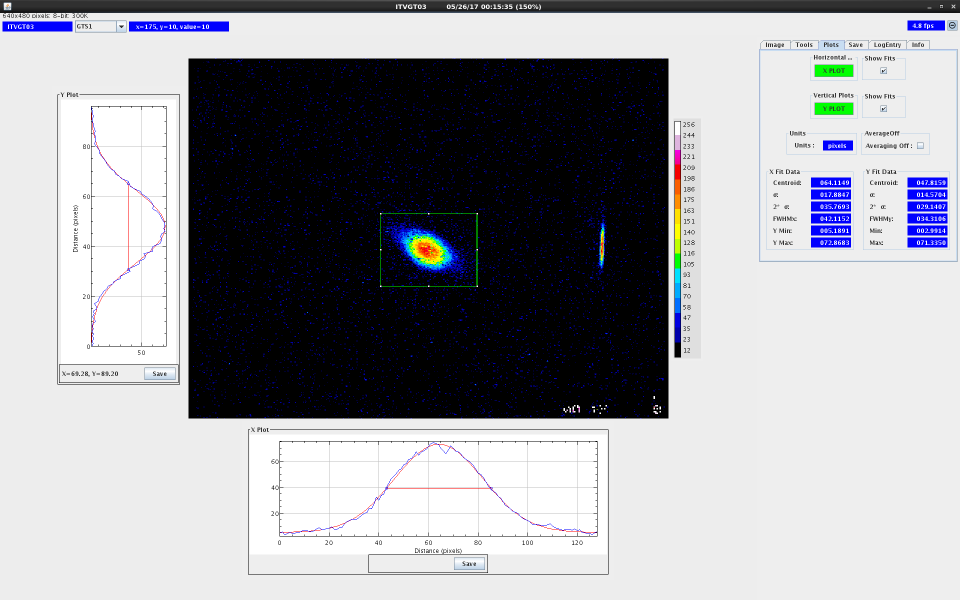 ITVGT03 05/26/17 00:15:35 (150%)
640x480 pixels: 8-bit: 300K
ITVGT03 GTS1 x=175, y=10, value=10 4.8 fps
Image Tools Plots Save LogEntry Info
Horizontal ... Show Fits
X PLOT
Vertical Plots Show Fits
Y PLOT
Units AverageOff
Units : pixels Averaging Off :
X Fit Data Y Fit Data
Centroid: 064.1149 Centroid: 047.8159
σ: 017.8847 σ: 014.5704
2* σ: 035.7693 2* σ: 029.1407
FWHMx: 042.1152 FWHMy: 034.3106
Y Min: 005.1891 Min: 002.9914
Y Max: 072.8683 Max: 071.3350
Y Plot
80
60
40
20
0
Distance (pixels)
50
X=69.28, Y=89.20 Save
256
244
233
221
209
198
186
175
163
151
140
128
116
105
93
81
70
58
47
35
23
12
X Plot
60
40
20
0 20 40 60 80 100 120
Distance (pixels)
Save